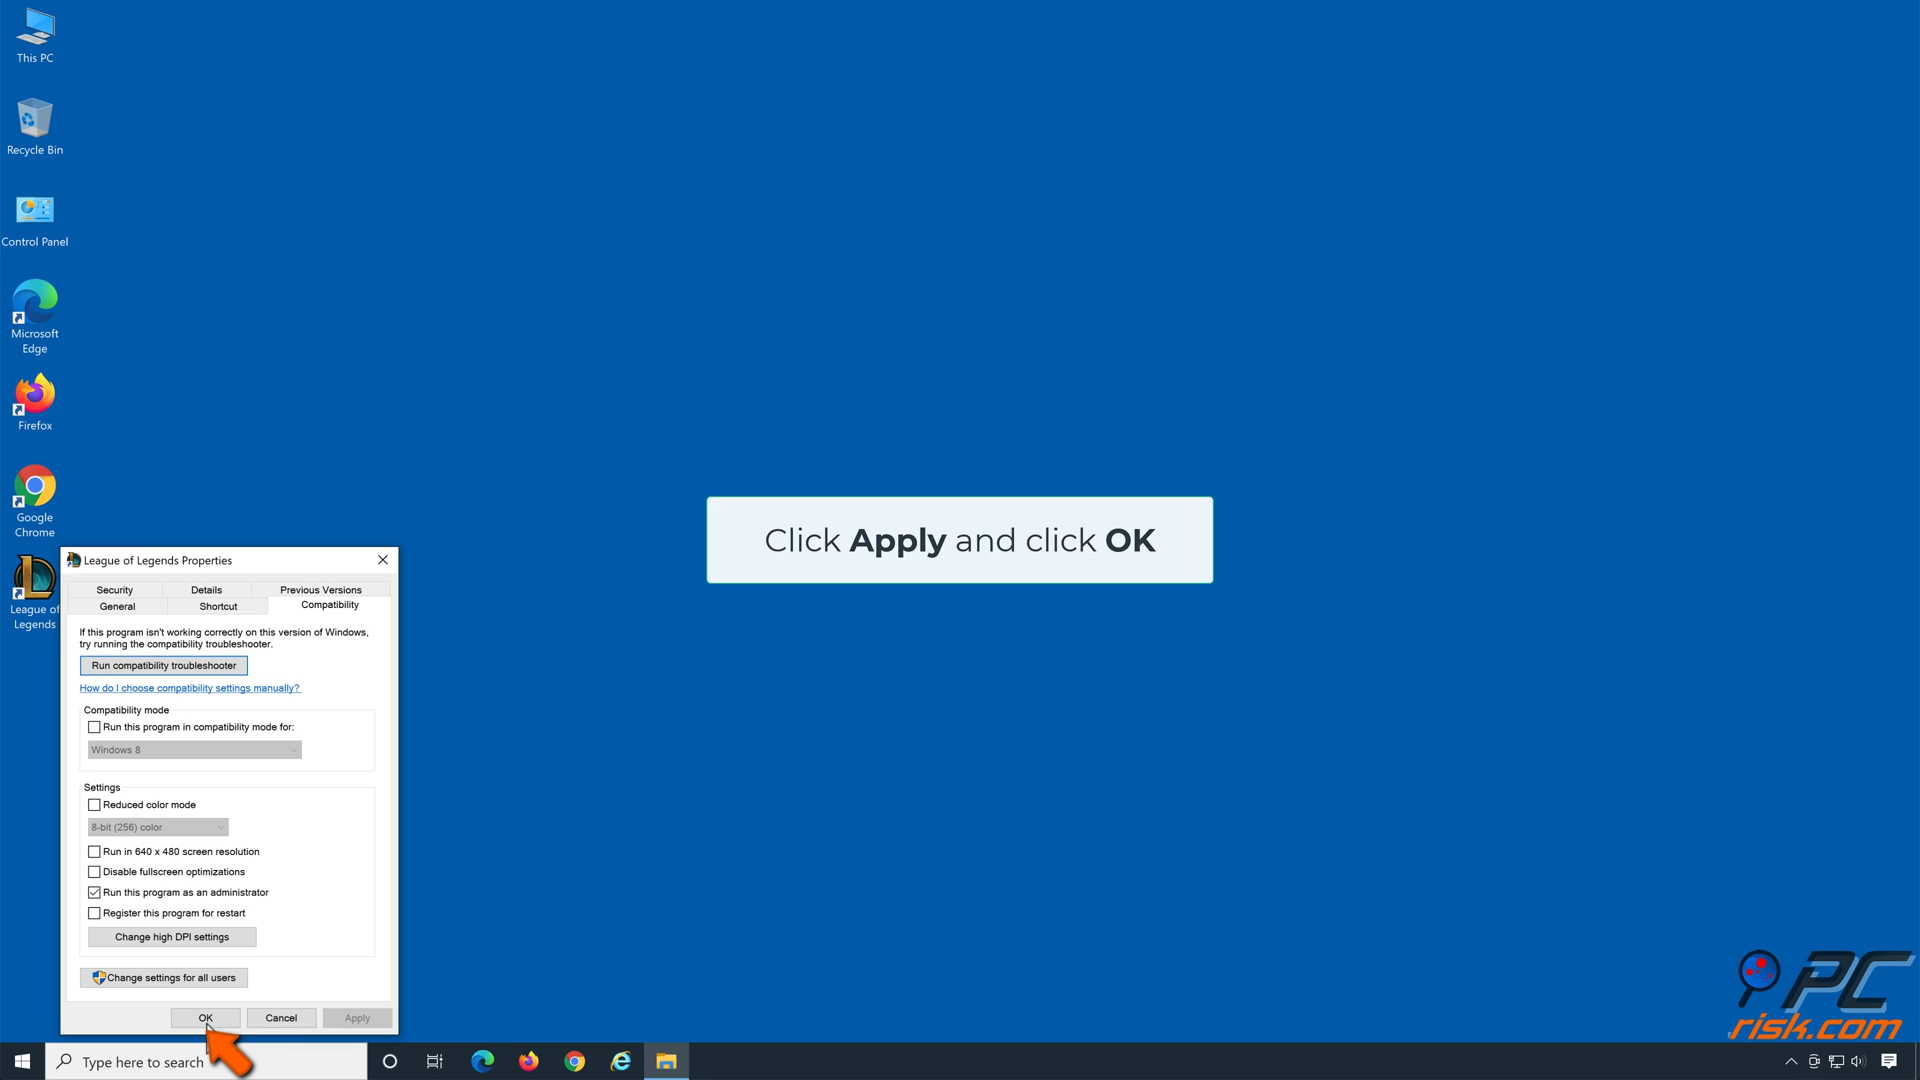 This PC
Recycle Bin
Control Panel
Microsoft
Edge
Firefox
Google
Chrome
League of
Legends
Click Apply and click OK
League of Legends Properties
Security
Details
Previous Versions
General
Shortcut
Compatibility
If this program isn't working correctly on this version of Windows,
try running the compatibility troubleshooter.
Run compatibility troubleshooter
How do I choose compatibility settings manually?
Compatibility mode
Run this program in compatibility mode for:
Windows 8
Settings
Reduced color mode
8-bit (256) color
Run in 640 x 480 screen resolution
Disable fullscreen optimizations
Run this program as an administrator
Register this program for restart
Change high DPI settings
Change settings for all users
OK
Cancel
Apply
Type here to search
PC
risk.com